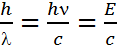 h/λ = hν/c = E/c